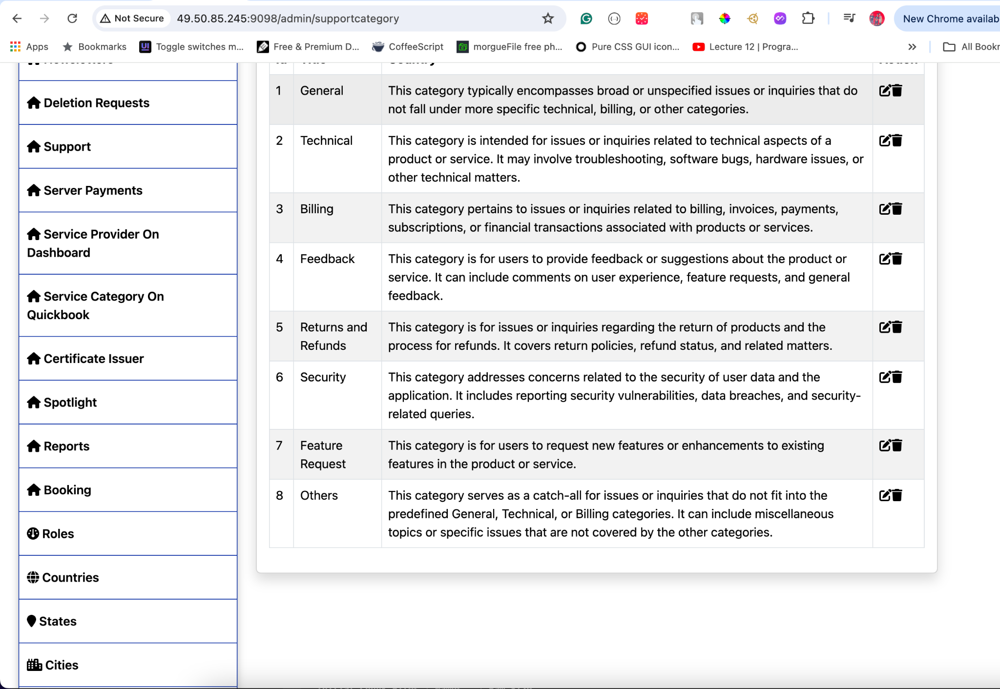 Not Secure 49.50.85.245:9098/admin/supportcategory New Chrome availab
Apps Bookmarks Toggle switches m... Free & Premium D... CoffeeScript morgueFile free ph... Pure CSS GUI icon... Lecture 12 | Progra... All Bookr
Deletion Requests
Support
Server Payments
Service Provider On
Dashboard
Service Category On
Quickbook
Certificate Issuer
Spotlight
Reports
Booking
Roles
Countries
States
Cities
1 General This category typically encompasses broad or unspecified issues or inquiries that do
not fall under more specific technical, billing, or other categories.
2 Technical This category is intended for issues or inquiries related to technical aspects of a
product or service. It may involve troubleshooting, software bugs, hardware issues, or
other technical matters.
3 Billing This category pertains to issues or inquiries related to billing, invoices, payments,
subscriptions, or financial transactions associated with products or services.
4 Feedback This category is for users to provide feedback or suggestions about the product or
service. It can include comments on user experience, feature requests, and general
feedback.
5 Returns and This category is for issues or inquiries regarding the return of products and the
Refunds process for refunds. It covers return policies, refund status, and related matters.
6 Security This category addresses concerns related to the security of user data and the
application. It includes reporting security vulnerabilities, data breaches, and security-
related queries.
7 Feature This category is for users to request new features or enhancements to existing
Request features in the product or service.
8 Others This category serves as a catch-all for issues or inquiries that do not fit into the
predefined General, Technical, or Billing categories. It can include miscellaneous
topics or specific issues that are not covered by the other categories.